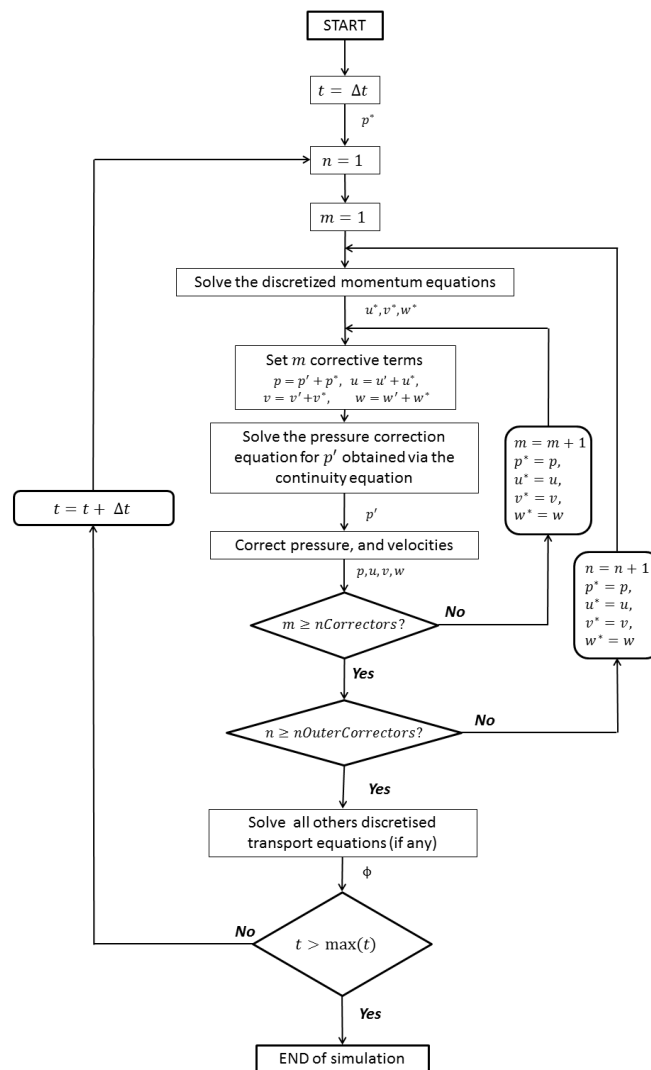 START
t = Δt
p*
n = 1
m = 1
Solve the discretized momentum equations
u*, v*, w*
Set m corrective terms
p = p′ + p*, u = u' + u*,
v = v′ + v*, w = w′ + w*
Solve the pressure correction
equation for p′ obtained via the
continuity equation
p′
Correct pressure, and velocities
p, u, v, w
m ≥ nCorrectors?
No
m = m + 1
p* = p,
u* = u,
v* = v,
w* = w
Yes
n ≥ nOuterCorrectors?
No
n = n + 1
p* = p,
u* = u,
v* = v,
w* = w
Yes
Solve all others discretised
transport equations (if any)
ϕ
t > max(t)
No
t = t + Δt
Yes
END of simulation